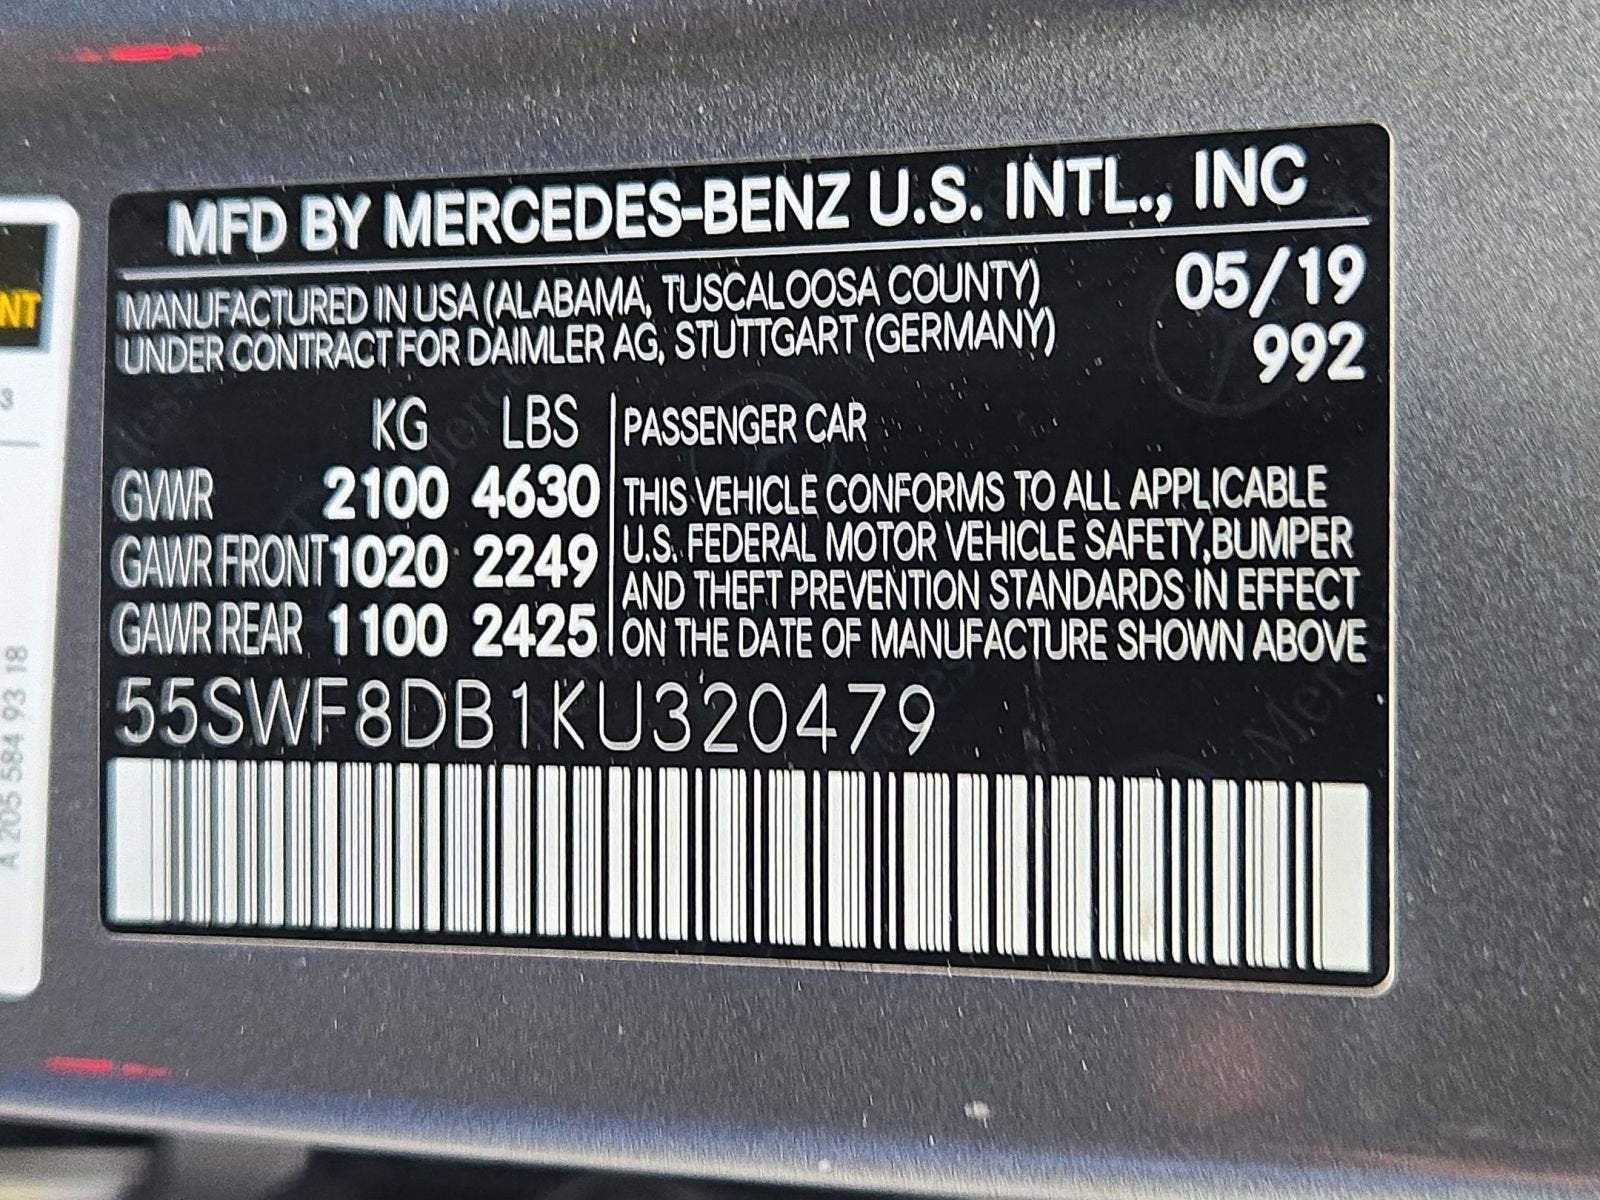 MFD BY MERCEDES-BENZ U.S. INTL., INC
MANUFACTURED IN USA (ALABAMA, TUSCALOOSA COUNTY) 05/19
UNDER CONTRACT FOR DAIMLER AG, STUTTGART (GERMANY) 992
KG LBS
GVWR 2100 4630
GAWR FRONT 1020 2249
GAWR REAR 1100 2425
PASSENGER CAR
THIS VEHICLE CONFORMS TO ALL APPLICABLE
U.S. FEDERAL MOTOR VEHICLE SAFETY,BUMPER
AND THEFT PREVENTION STANDARDS IN EFFECT
ON THE DATE OF MANUFACTURE SHOWN ABOVE
55SWF8DB1KU320479
NT
3
A 205 584 93 18